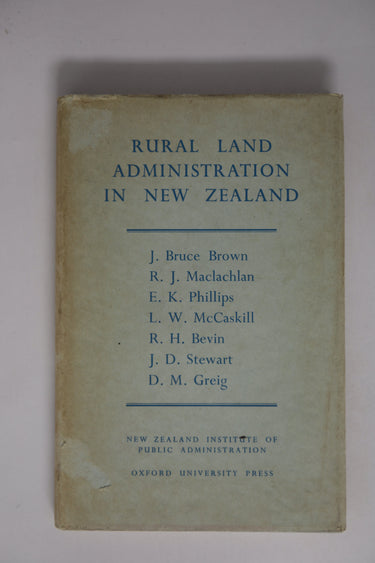 RURAL LAND
ADMINISTRATION
IN NEW ZEALAND
J. Bruce Brown
R. J. Maclachlan
E. K. Phillips
L. W. McCaskill
R. H. Bevin
J. D. Stewart
D. M. Greig
NEW ZEALAND INSTITUTE OF
PUBLIC ADMINISTRATION
OXFORD UNIVERSITY PRESS